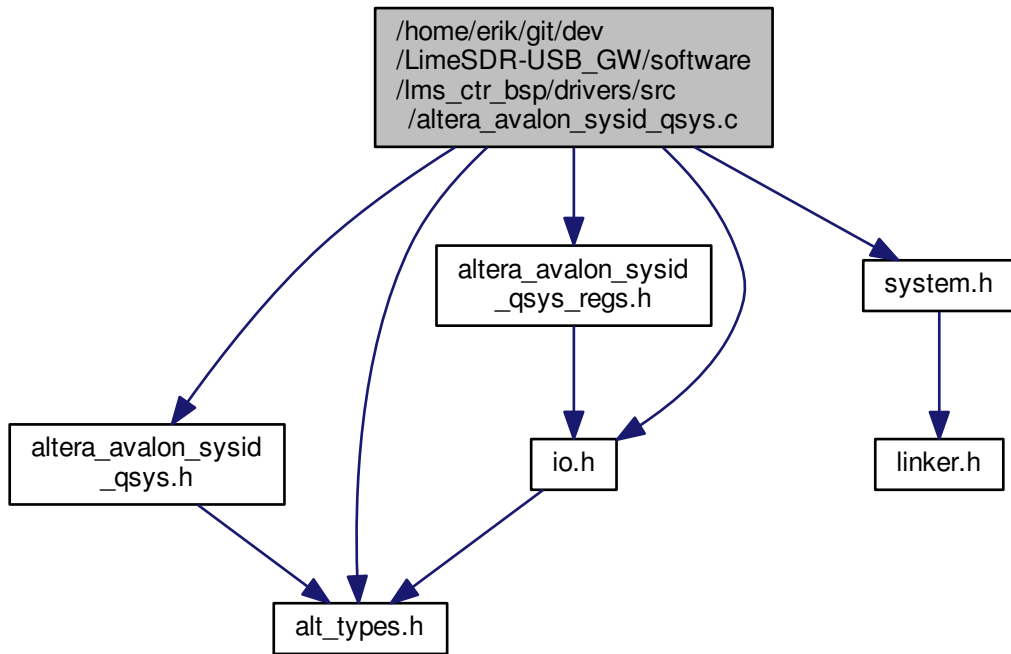 /home/erik/git/dev
/LimeSDR-USB_GW/software
/lms_ctr_bsp/drivers/src
/altera_avalon_sysid_qsys.c
altera_avalon_sysid
_qsys_regs.h
system.h
altera_avalon_sysid
_qsys.h
io.h
linker.h
alt_types.h